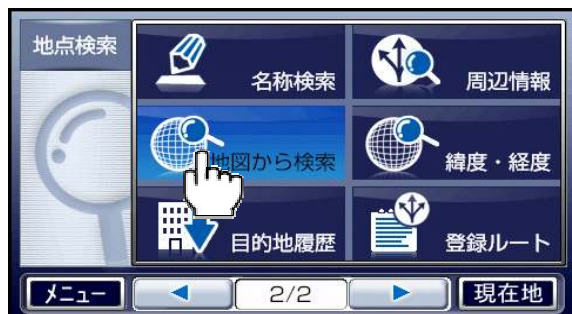 地点検索
名称検索
周辺情報
地図から検索
緯度・経度
目的地履歴
登録ルート
メニュー
2/2
現在地